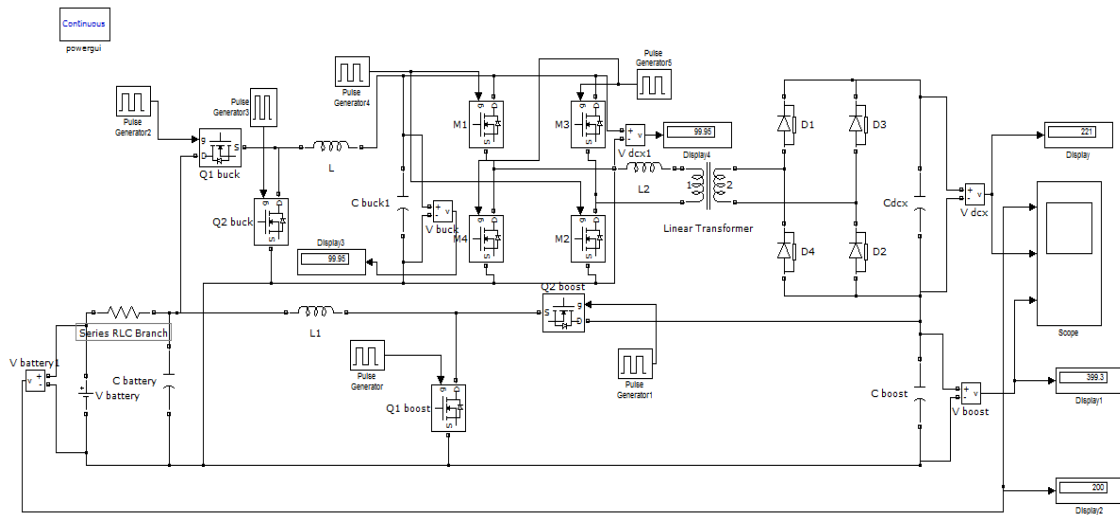 Continuous
powergui
Pulse
Generator2
Pulse
Generator3
Pulse
Generator4
Pulse
Generator5
g
D
S
Q1 buck
L
Q2 buck
C buck1
V buck
Display3
99.95
M1
M3
M4
M2
V dcx1
99.95
Display4
L2
1
2
Linear Transformer
D1
D3
D4
D2
Cdcx
V dcx
221
Display
Scope
Series RLC Branch
V battery1
C battery
V battery
L1
Q2 boost
Pulse
Generator
Q1 boost
Pulse
Generator1
C boost
V boost
399.3
Display1
200
Display2